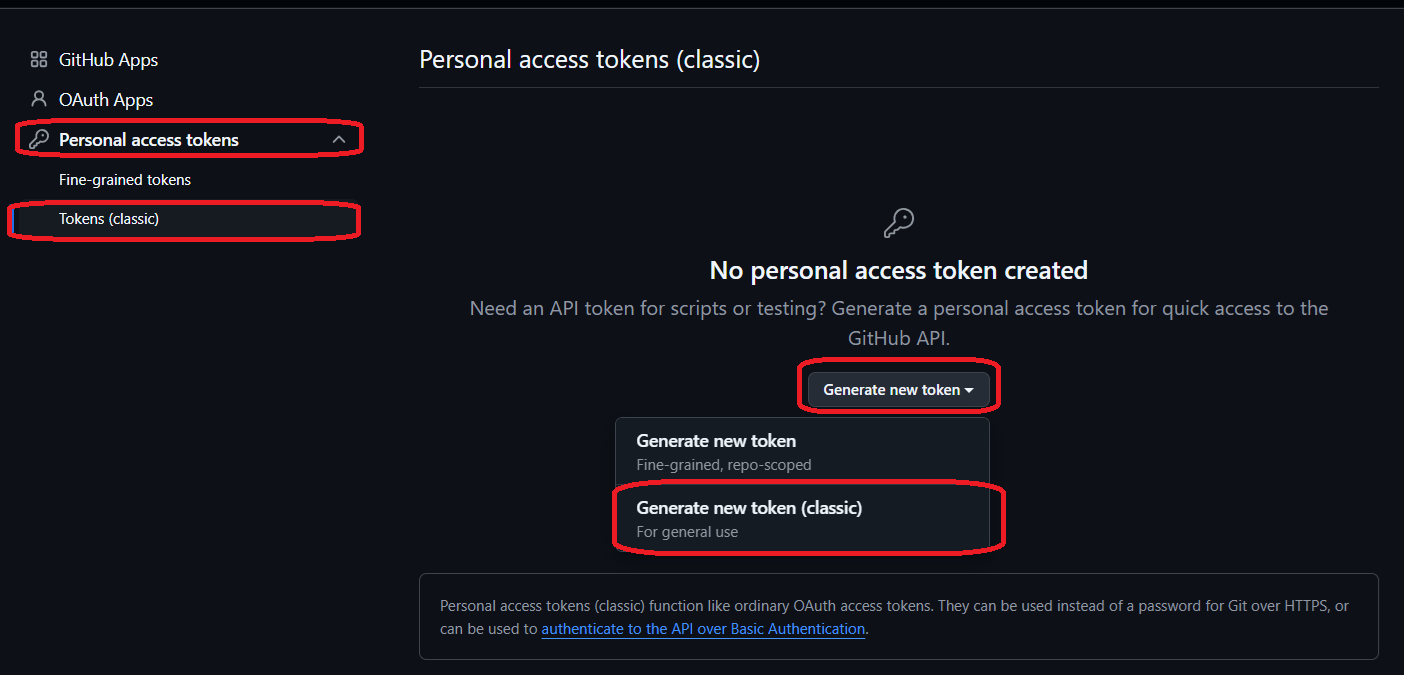 GitHub Apps
OAuth Apps
Personal access tokens
Fine-grained tokens
Tokens (classic)
Personal access tokens (classic)
No personal access token created
Need an API token for scripts or testing? Generate a personal access token for quick access to the
GitHub API.
Generate new token
Generate new token
Fine-grained, repo-scoped
Generate new token (classic)
For general use
Personal access tokens (classic) function like ordinary OAuth access tokens. They can be used instead of a password for Git over HTTPS, or
can be used to authenticate to the API over Basic Authentication.